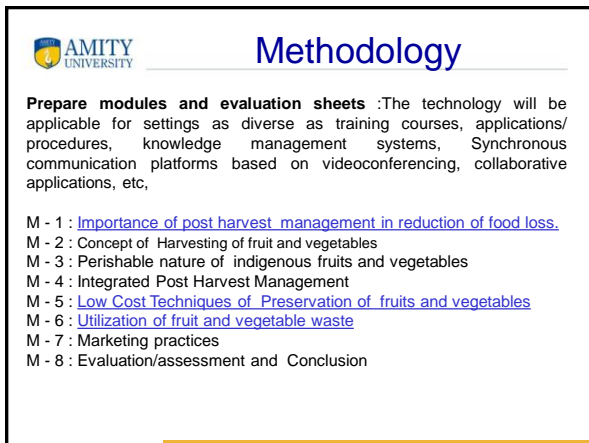 AMITY
UNIVERSITY
Methodology
Prepare modules and evaluation sheets :The technology will be
applicable for settings as diverse as training courses, applications/
procedures, knowledge management systems, Synchronous
communication platforms based on videoconferencing, collaborative
applications, etc,
M - 1 : Importance of post harvest management in reduction of food loss.
M - 2 : Concept of Harvesting of fruit and vegetables
M - 3 : Perishable nature of indigenous fruits and vegetables
M - 4 : Integrated Post Harvest Management
M - 5 : Low Cost Techniques of Preservation of fruits and vegetables
M - 6 : Utilization of fruit and vegetable waste
M - 7 : Marketing practices
M - 8 : Evaluation/assessment and Conclusion